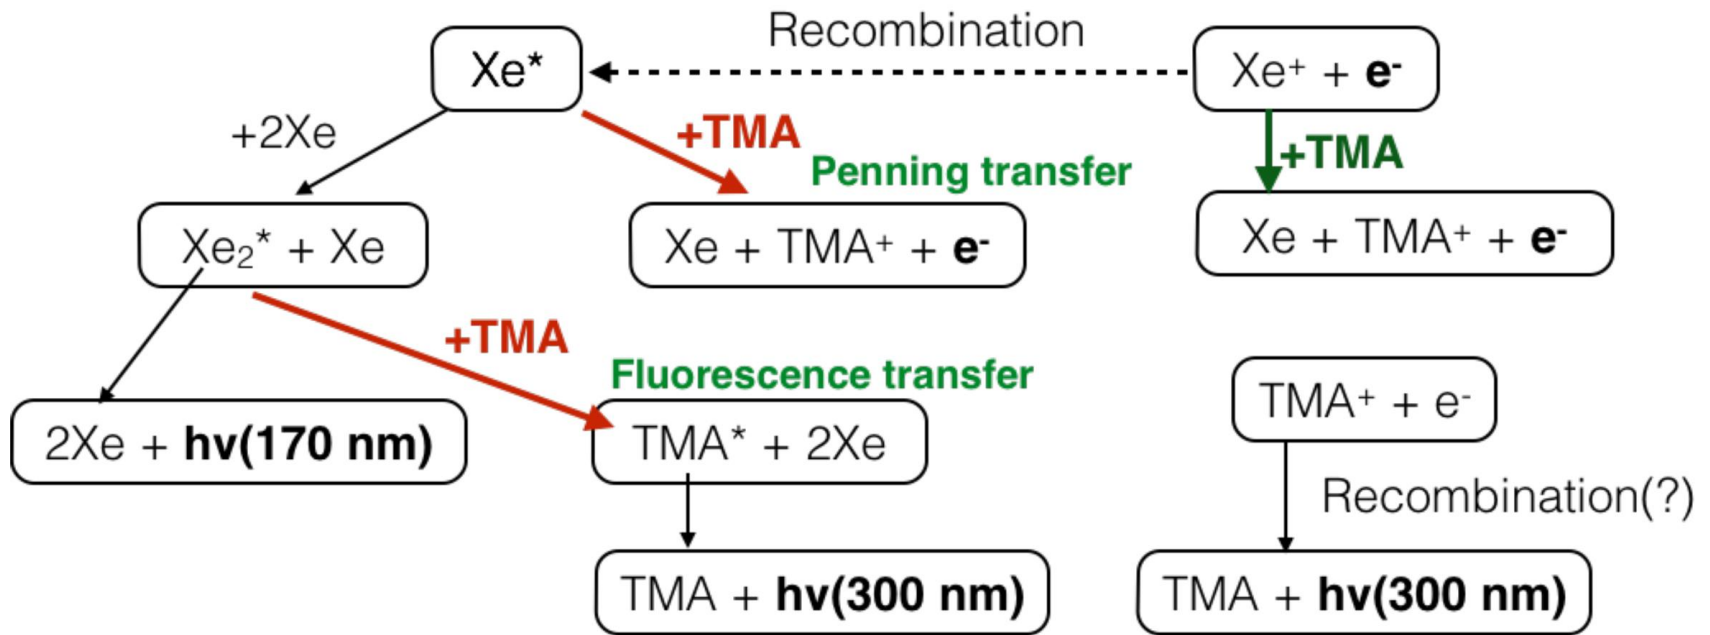 Recombination
Xe*
Xe⁺ + e⁻
+2Xe
+TMA
+TMA
Penning transfer
Xe₂* + Xe
Xe + TMA⁺ + e⁻
Xe + TMA⁺ + e⁻
+TMA
Fluorescence transfer
2Xe + hv(170 nm)
TMA* + 2Xe
TMA⁺ + e⁻
Recombination(?)
TMA + hv(300 nm)
TMA + hv(300 nm)